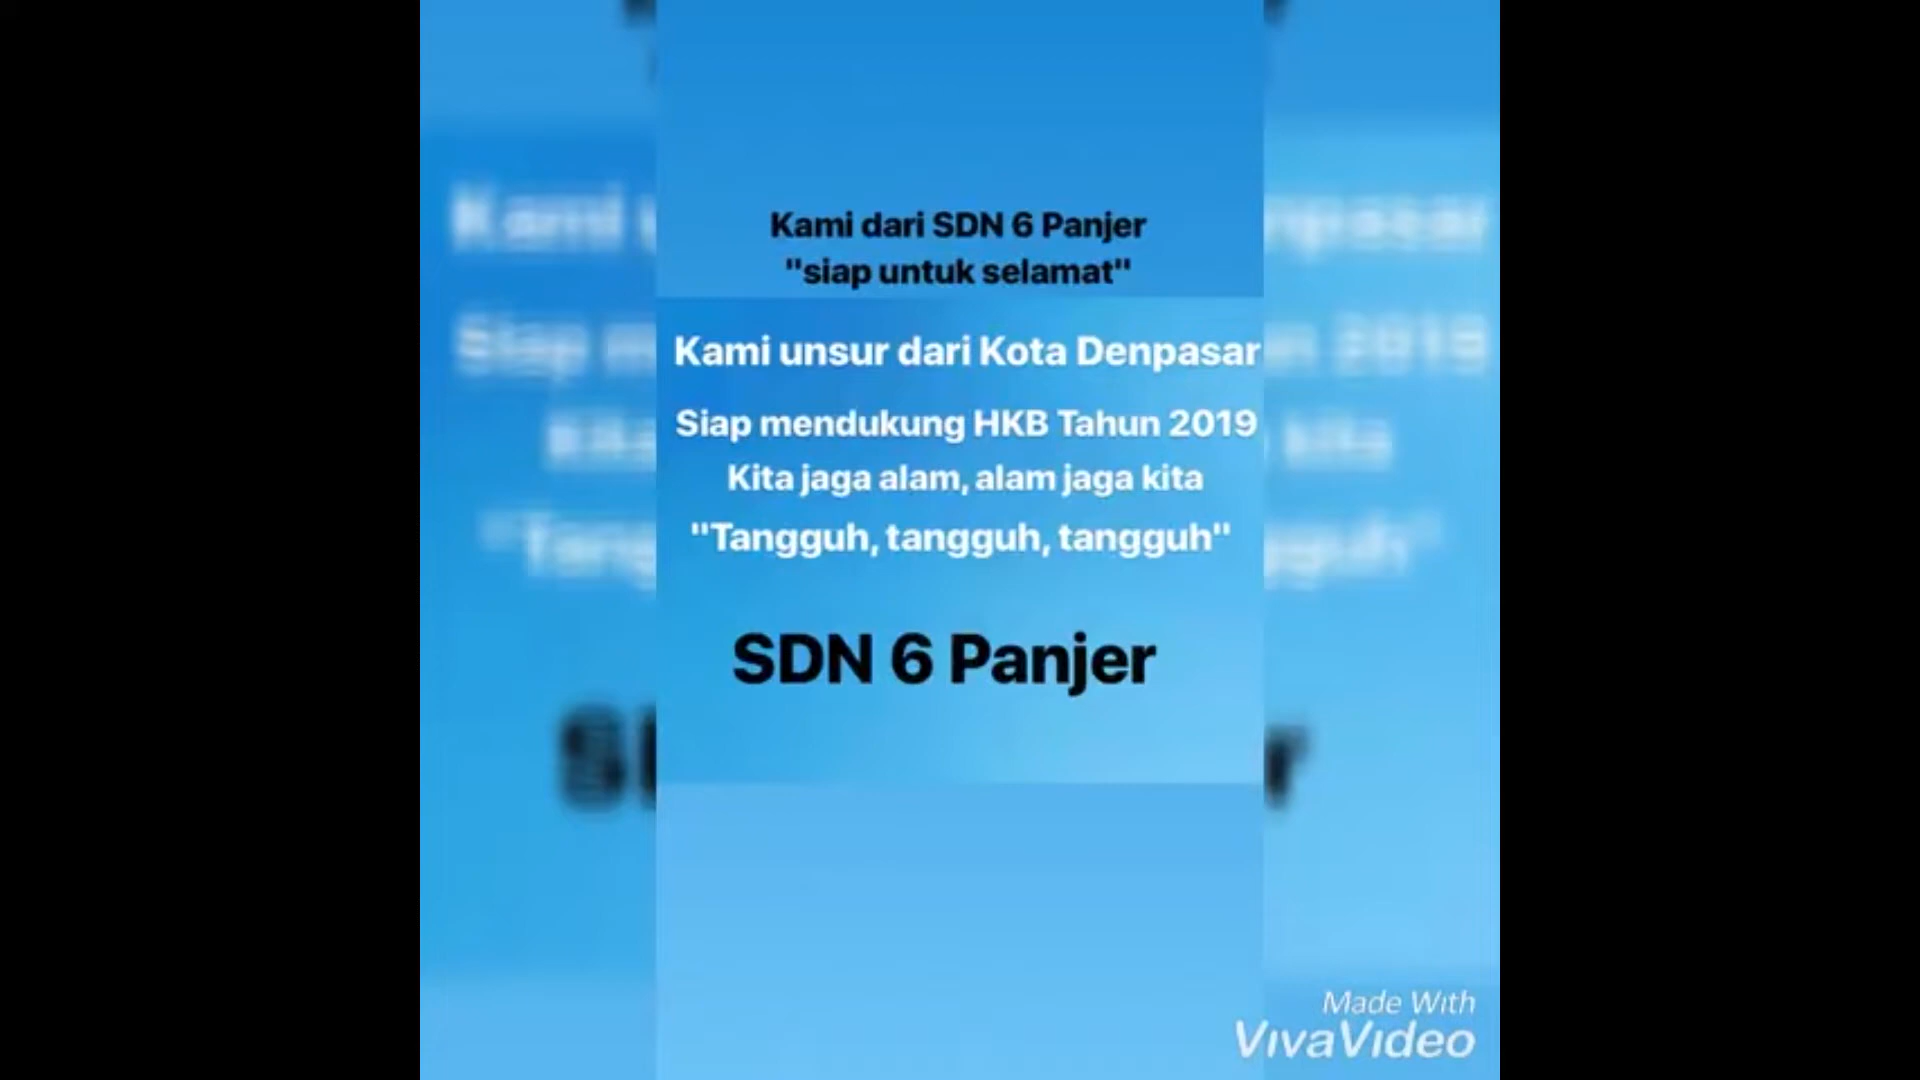 Kami dari SDN 6 Panjer
"siap untuk selamat"
Kami unsur dari Kota Denpasar
Siap mendukung HKB Tahun 2019
Kita jaga alam, alam jaga kita
"Tangguh, tangguh, tangguh"
SDN 6 Panjer
Made With
VivaVideo